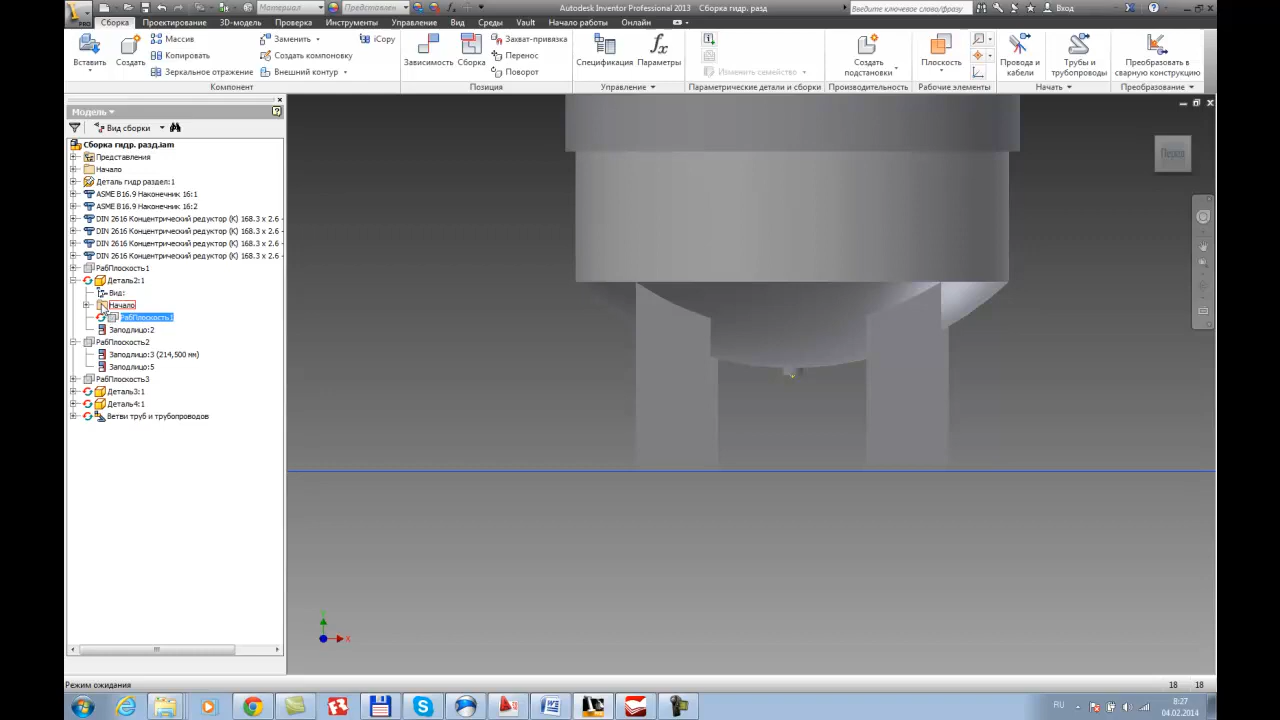 Материал
Представлен
Autodesk Inventor Professional 2013   Сборка гидр. разд.
Введите ключевое слово/фразу
Вход
PRO
Сборка Проектирование 3D-модель Проверка Инструменты Управление Вид Среды Vault Начало работы Онлайн
Вставить
Создать
Массив
Копировать
Зеркальное отражение
Заменить
Создать компоновку
Внешний контур
iCopy
Зависимость
Сборка
Захват-привязка
Перенос
Поворот
Спецификация
Параметры
Изменить семейство
Создать подстановки
Плоскость
Провода и кабели
Трубы и трубопроводы
Преобразовать в сварную конструкцию
Компонент
Позиция
Управление
Параметрические детали и сборки
Производительность
Рабочие элементы
Начать
Преобразование
Модель
Вид сборки
Сборка гидр. разд.iam
Представления
Начало
Деталь гидр раздел:1
ASME B16.9 Наконечник 16:1
ASME B16.9 Наконечник 16:2
DIN 2616 Концентрический редуктор (K) 168.3 x 2.6 -
DIN 2616 Концентрический редуктор (K) 168.3 x 2.6 -
DIN 2616 Концентрический редуктор (K) 168.3 x 2.6 -
DIN 2616 Концентрический редуктор (K) 168.3 x 2.6 -
РабПлоскость1
Деталь2:1
Вид:
Начало
РабПлоскость1
Заподлицо:2
РабПлоскость2
Заподлицо:3 (214,500 мм)
Заподлицо:5
РабПлоскость3
Деталь3:1
Деталь4:1
Ветви труб и трубопроводов
Перед
X
Режим ожидания
18 18
RU
8:27
04.02.2014